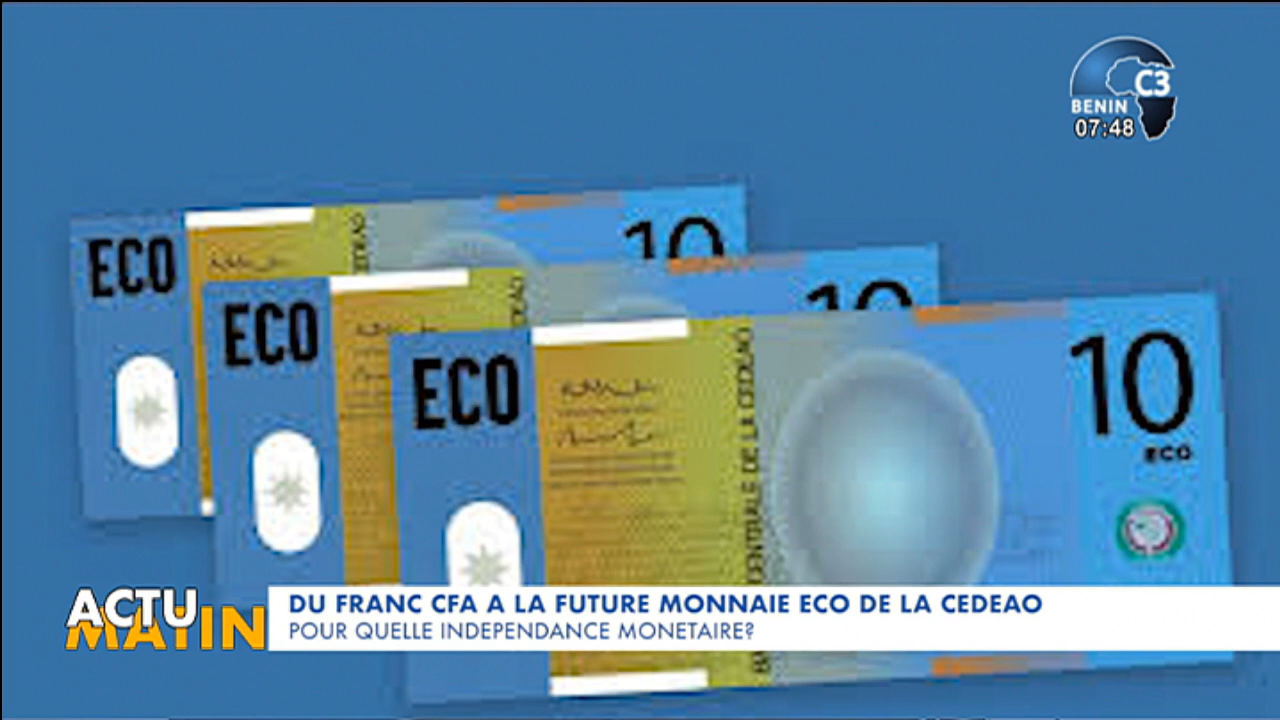 C3
BENIN
07:48
ECO
CEDEAO
10
ECO
10
ECO
BANQUE CENTRALE DE LA CEDEAO
10
ECO
ACTU
MATIN
DU FRANC CFA A LA FUTURE MONNAIE ECO DE LA CEDEAO
POUR QUELLE INDEPENDANCE MONETAIRE?